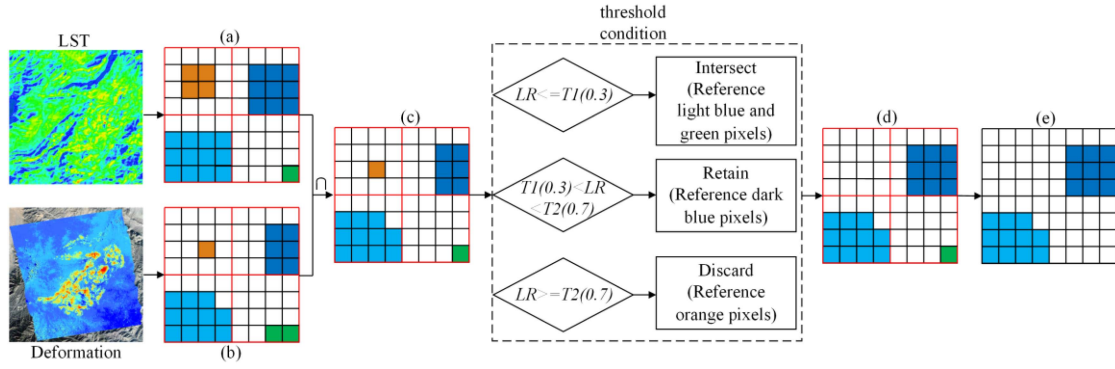 LST
(a)
Deformation
(b)
∩
(c)
threshold
condition
LR<=T1(0.3)
Intersect
(Reference
light blue and
green pixels)
T1(0.3)<LR
<T2(0.7)
Retain
(Reference dark
blue pixels)
LR>=T2(0.7)
Discard
(Reference
orange pixels)
(d)
(e)